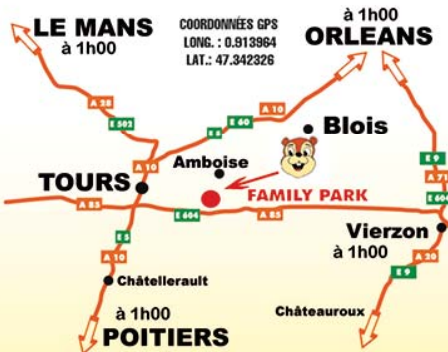 LE MANS
à 1h00
COORDONNÉES GPS
LONG. : 0.913964
LAT.: 47.342326
à 1h00
ORLEANS
A 28
E 502
A 10
E 60
E 5
A 10
Blois
Amboise
TOURS
FAMILY PARK
E 9
A 71
E 604
A 85
E 604
A 85
Vierzon
à 1h00
E 5
A 10
A 20
E 9
Châtellerault
Châteauroux
à 1h00
POITIERS